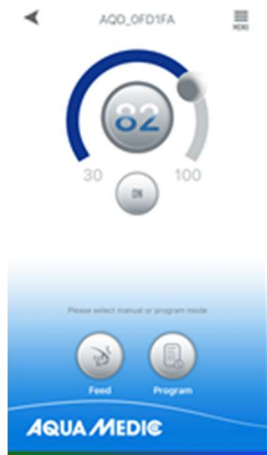 AQD_0FD1FA
MENU
82
30 100
ON
Please select manual or program mode
Feed Program
AQUA MEDIC